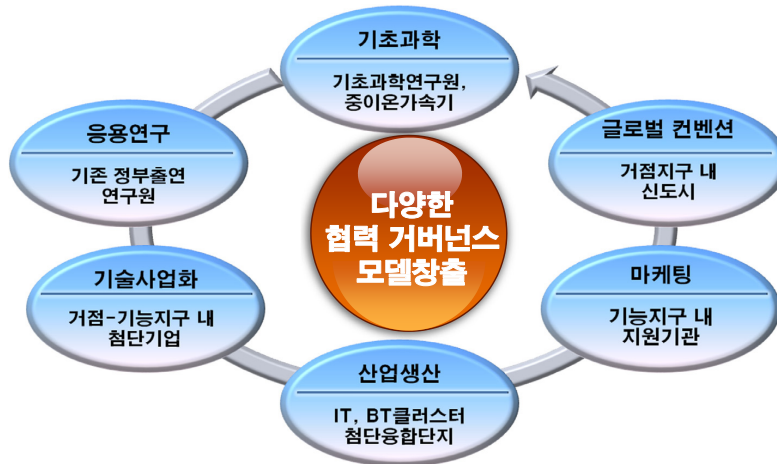 기초과학
기초과학연구원,
중이온가속기
응용연구
기존 정부출연
연구원
글로벌 컨벤션
거점지구 내
신도시
다양한
협력 거버넌스
모델창출
기술사업화
거점-기능지구 내
첨단기업
마케팅
기능지구 내
지원기관
산업생산
IT, BT클러스터
첨단융합단지